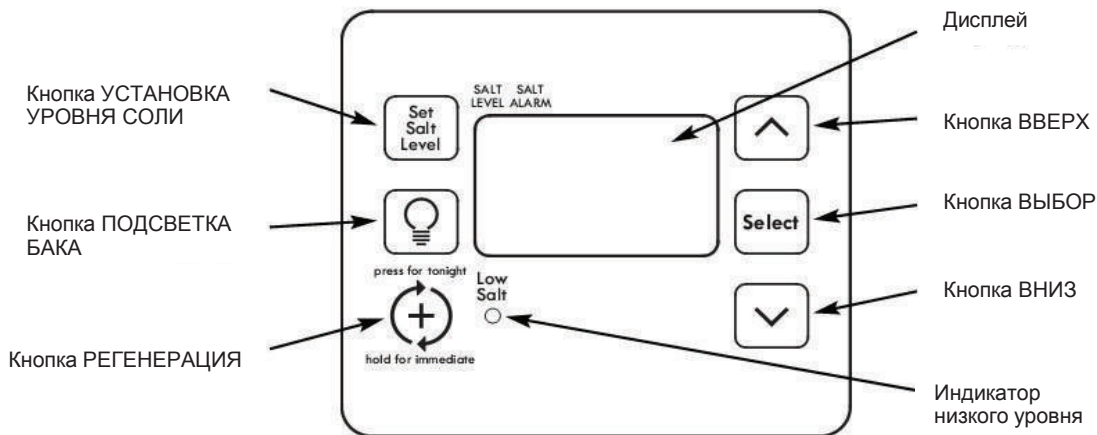 Дисплей
Кнопка УСТАНОВКА
УРОВНЯ СОЛИ
SALT SALT
LEVEL ALARM
Set
Salt
Level
Кнопка ВВЕРХ
Кнопка ПОДСВЕТКА
БАКА
Select
Кнопка ВЫБОР
press for tonight
Low
Salt
hold for immediate
Кнопка РЕГЕНЕРАЦИЯ
Кнопка ВНИЗ
Индикатор
низкого уровня